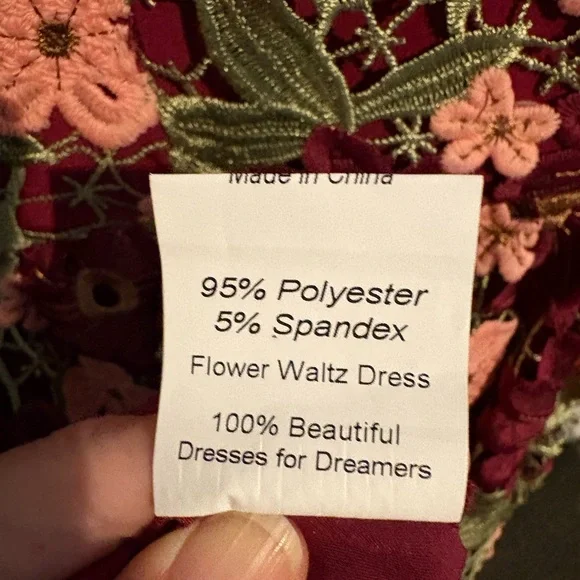 Made in China
95% Polyester
5% Spandex
Flower Waltz Dress
100% Beautiful
Dresses for Dreamers